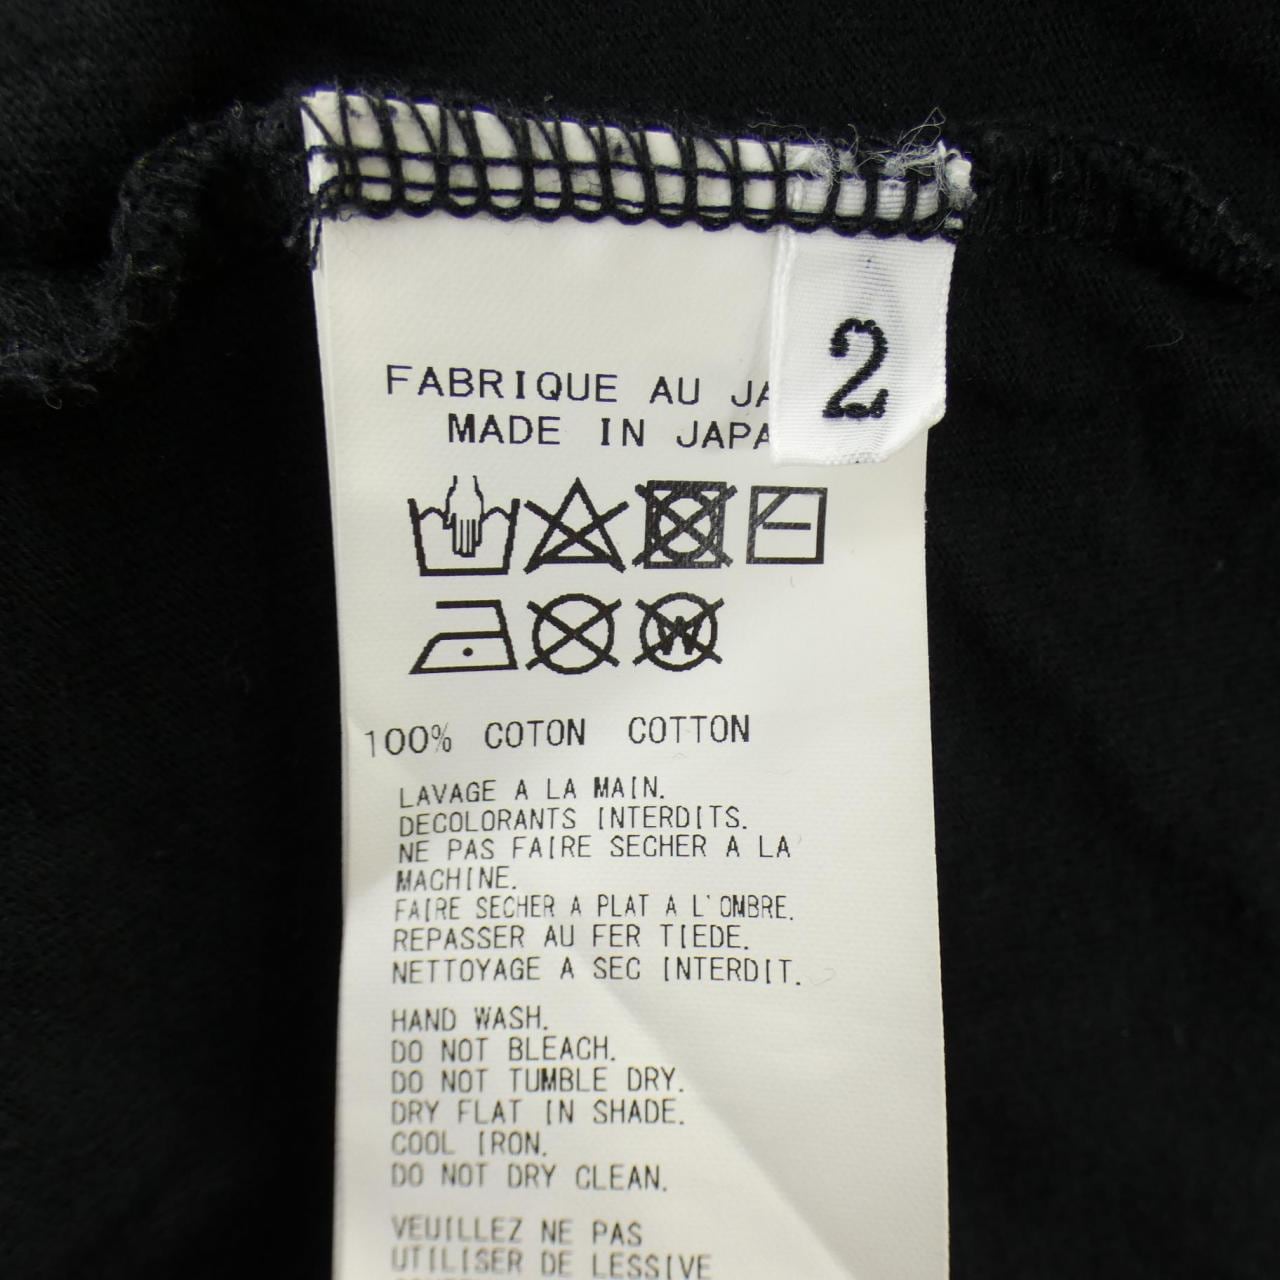 2
FABRIQUE AU
MADE IN
W
100% COTON COTTON
LAVAGE A LA MAIN.
DECOLORANTS INTERDITS.
NE PAS FAIRE SECHER A LA
MACHINE.
FAIRE SECHER A PLAT A L'OMBRE.
REPASSER AU FER TIEDE.
NETTOYAGE A SEC INTERDIT.
HAND WASH.
DO NOT BLEACH.
DO NOT TUMBLE DRY.
DRY FLAT IN SHADE.
COOL IRON.
DO NOT DRY CLEAN.
VEUILLEZ NE PAS
UTILISER DE LESSIVE